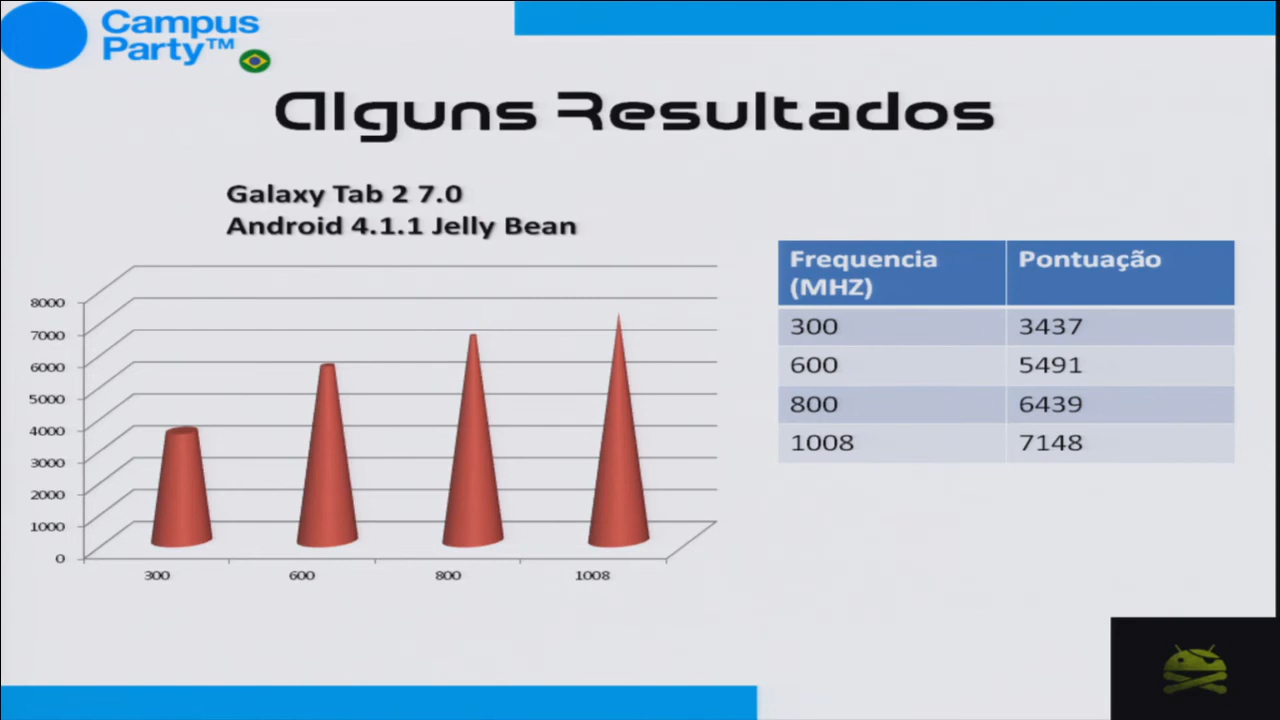 Campus
Party™
Alguns Resultados
Galaxy Tab 2 7.0
Android 4.1.1 Jelly Bean
8000
7000
6000
5000
4000
3000
2000
1000
0
300 600 800 1008
Frequencia (MHZ) Pontuação
300 3437
600 5491
800 6439
1008 7148